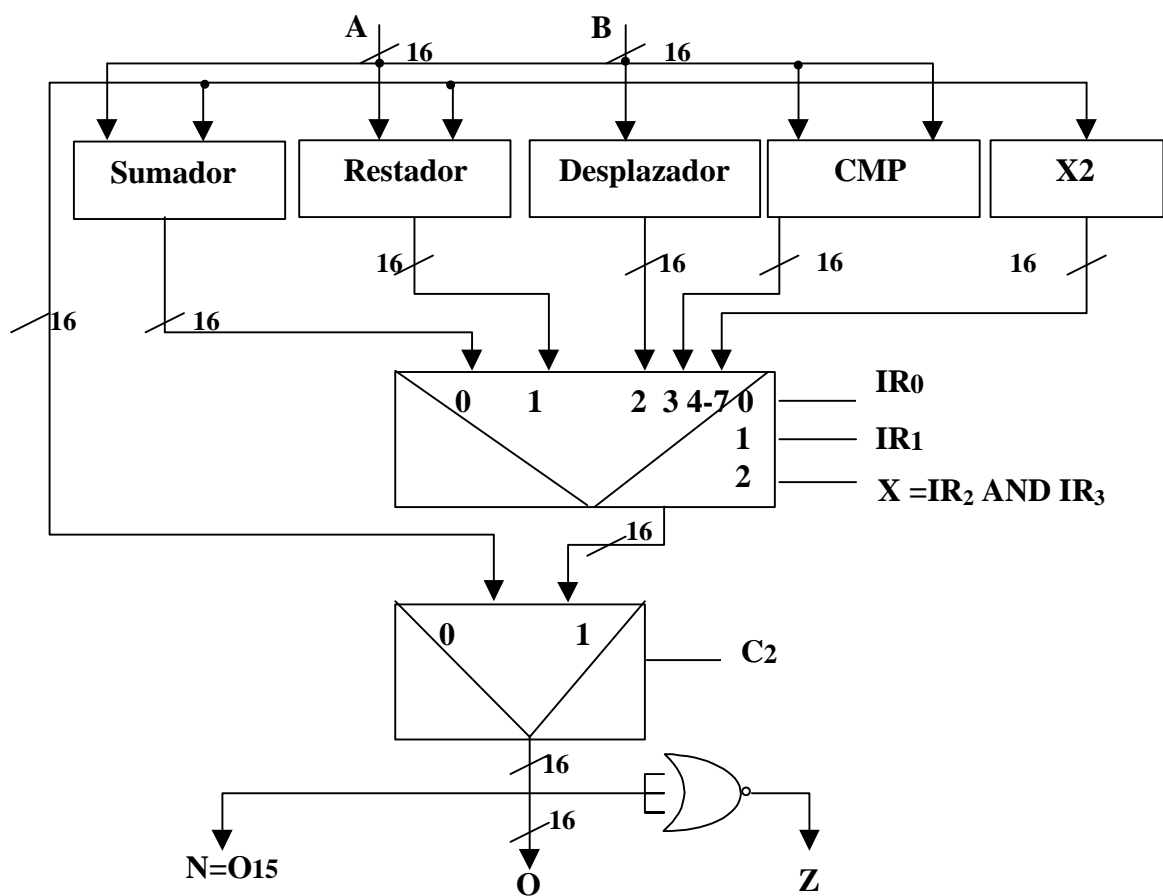 A B
16 16
Sumador Restador Desplazador CMP X2
16 16 16 16
16 16
0 1 2 3 4-7 0 IR0
1 IR1
2 X =IR2 AND IR3
16
0 1 C2
16
16
N=O15 O Z